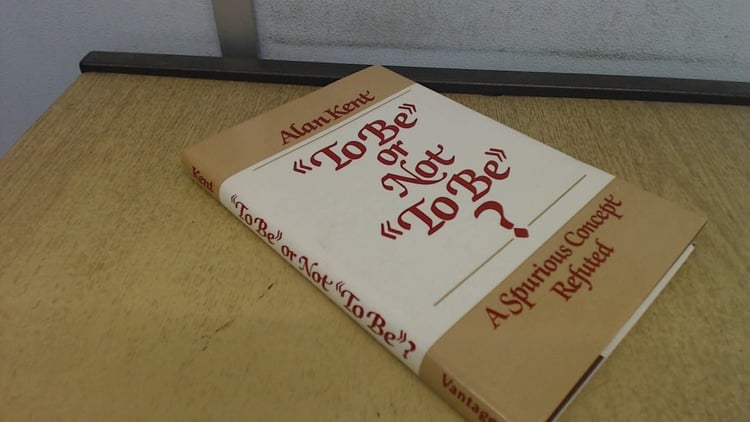 Alan Kent
“To Be”
or
Not
“To Be”
?
A Spurious Concept
Refuted
Kent
“To Be” or Not “To Be”?
Vantage